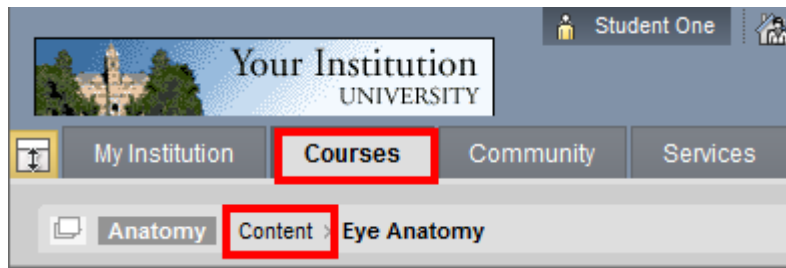 Student One
Your Institution
UNIVERSITY
My Institution Courses Community Services
Anatomy Content > Eye Anatomy